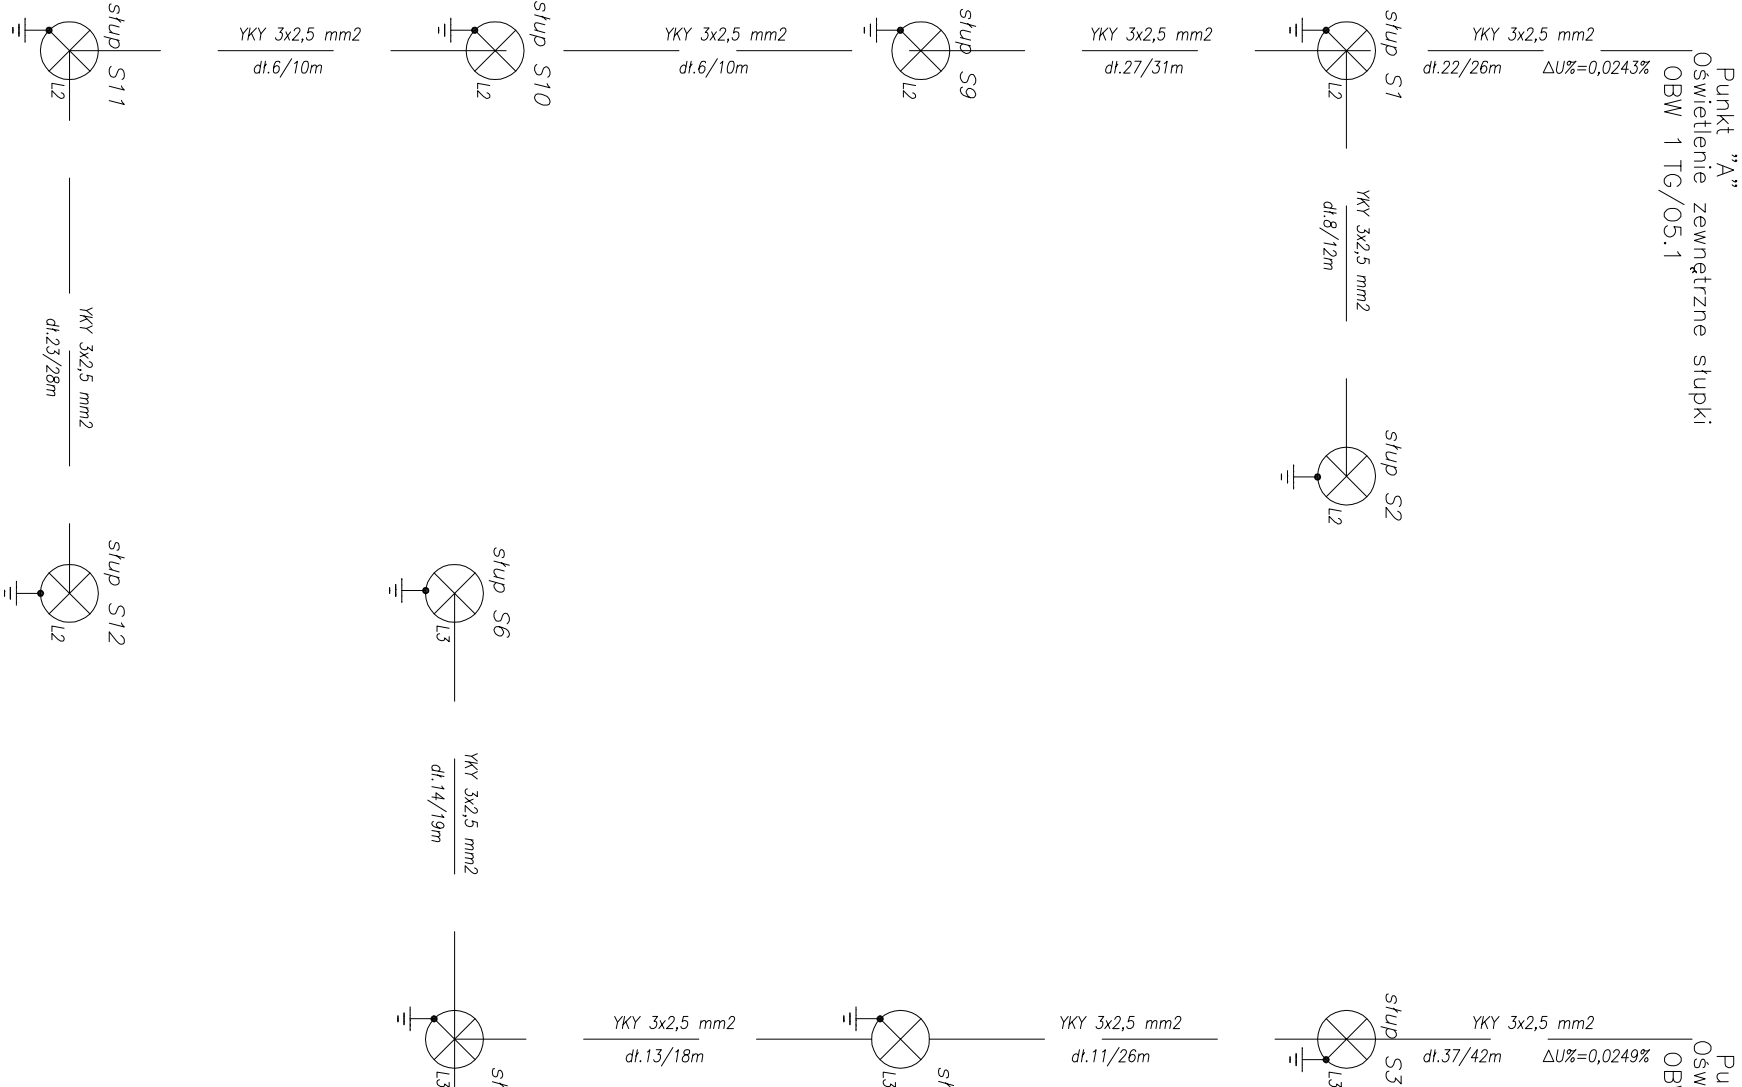 Punkt "A"
Oświetlenie zewnętrzne słupki
OBW 1 TG/05.1
słup S11
L2
YKY 3x2,5 mm2
dł.6/10m
słup S10
L2
YKY 3x2,5 mm2
dł.6/10m
słup S9
L2
YKY 3x2,5 mm2
dł.27/31m
słup S1
L2
YKY 3x2,5 mm2
dł.22/26m ΔU%=0,0243%
YKY 3x2,5 mm2
dł.8/12m
słup S2
L2
YKY 3x2,5 mm2
dł.23/28m
słup S12
L2
słup S6
L3
YKY 3x2,5 mm2
dł.14/19m
L3
YKY 3x2,5 mm2
dł.13/18m
L3
YKY 3x2,5 mm2
dł.11/26m
słup S3
L3
YKY 3x2,5 mm2
dł.37/42m ΔU%=0,0249%